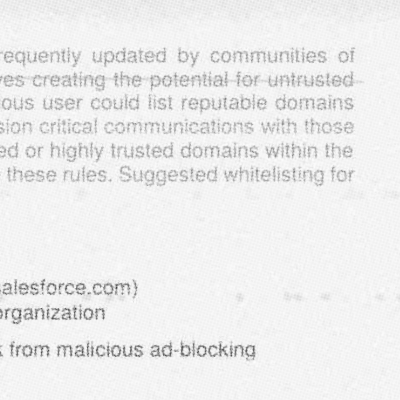 requently updated by communities of
ves creating the potential for untrusted
ious user could list reputable domains
sion critical communications with those
ed or highly trusted domains within the
these rules. Suggested whitelisting for
salesforce.com)
organization
k from malicious ad-blocking